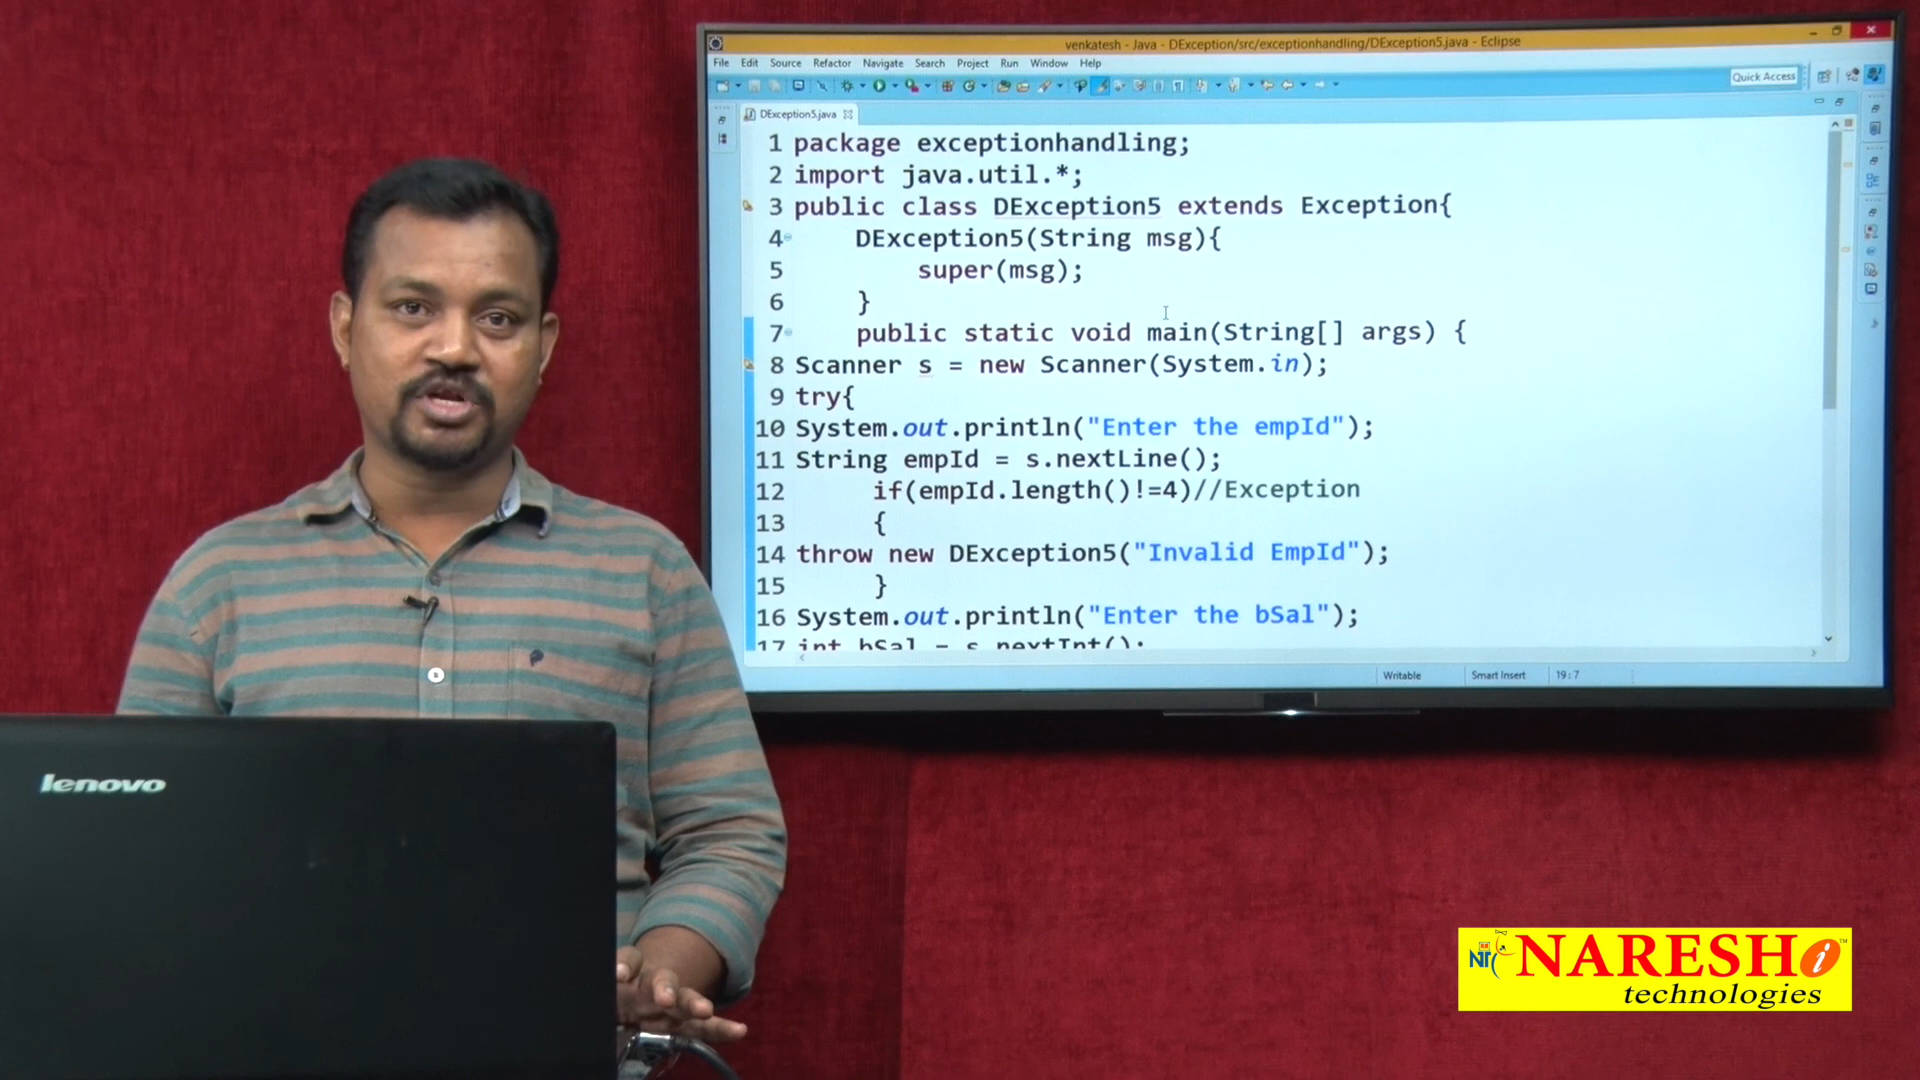 venkatesh - Java - DException/src/exceptionhandling/DException5.java - Eclipse
File Edit Source Refactor Navigate Search Project Run Window Help
Quick Access
DException5.java
1 package exceptionhandling;
2 import java.util.*;
3 public class DException5 extends Exception{
4 DException5(String msg){
5 super(msg);
6 }
7 public static void main(String[] args) {
8 Scanner s = new Scanner(System.in);
9 try{
10 System.out.println("Enter the empId");
11 String empId = s.nextLine();
12 if(empId.length()!=4)//Exception
13 {
14 throw new DException5("Invalid EmpId");
15 }
16 System.out.println("Enter the bSal");
17 int bSal = s.nextInt();
Writable Smart Insert 19 : 7
lenovo
NARESH i ™
technologies